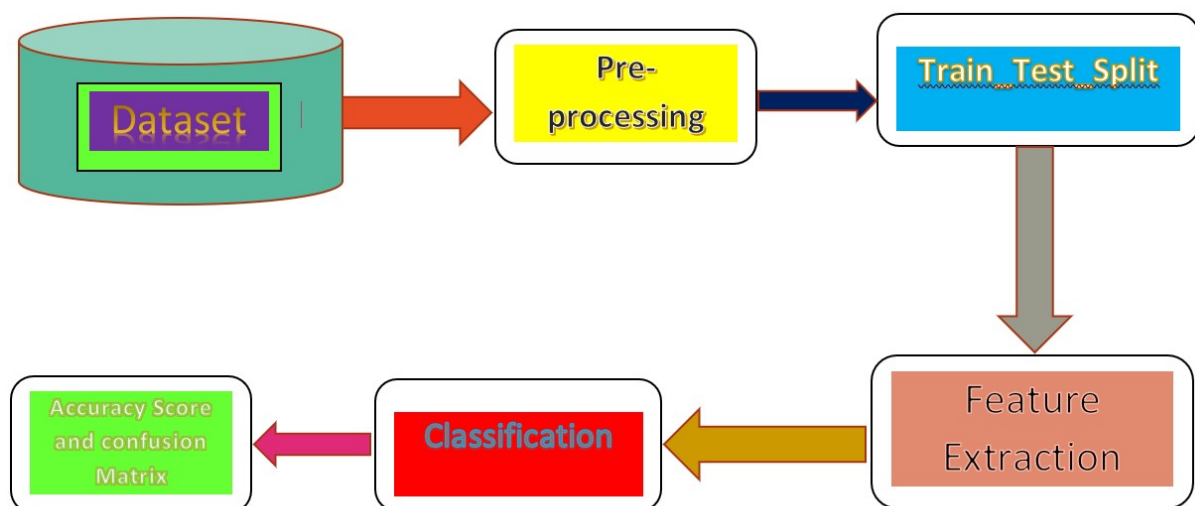 Dataset
Pre-
processing
Train_Test_Split
Feature
Extraction
Classification
Accuracy Score
and confusion
Matrix